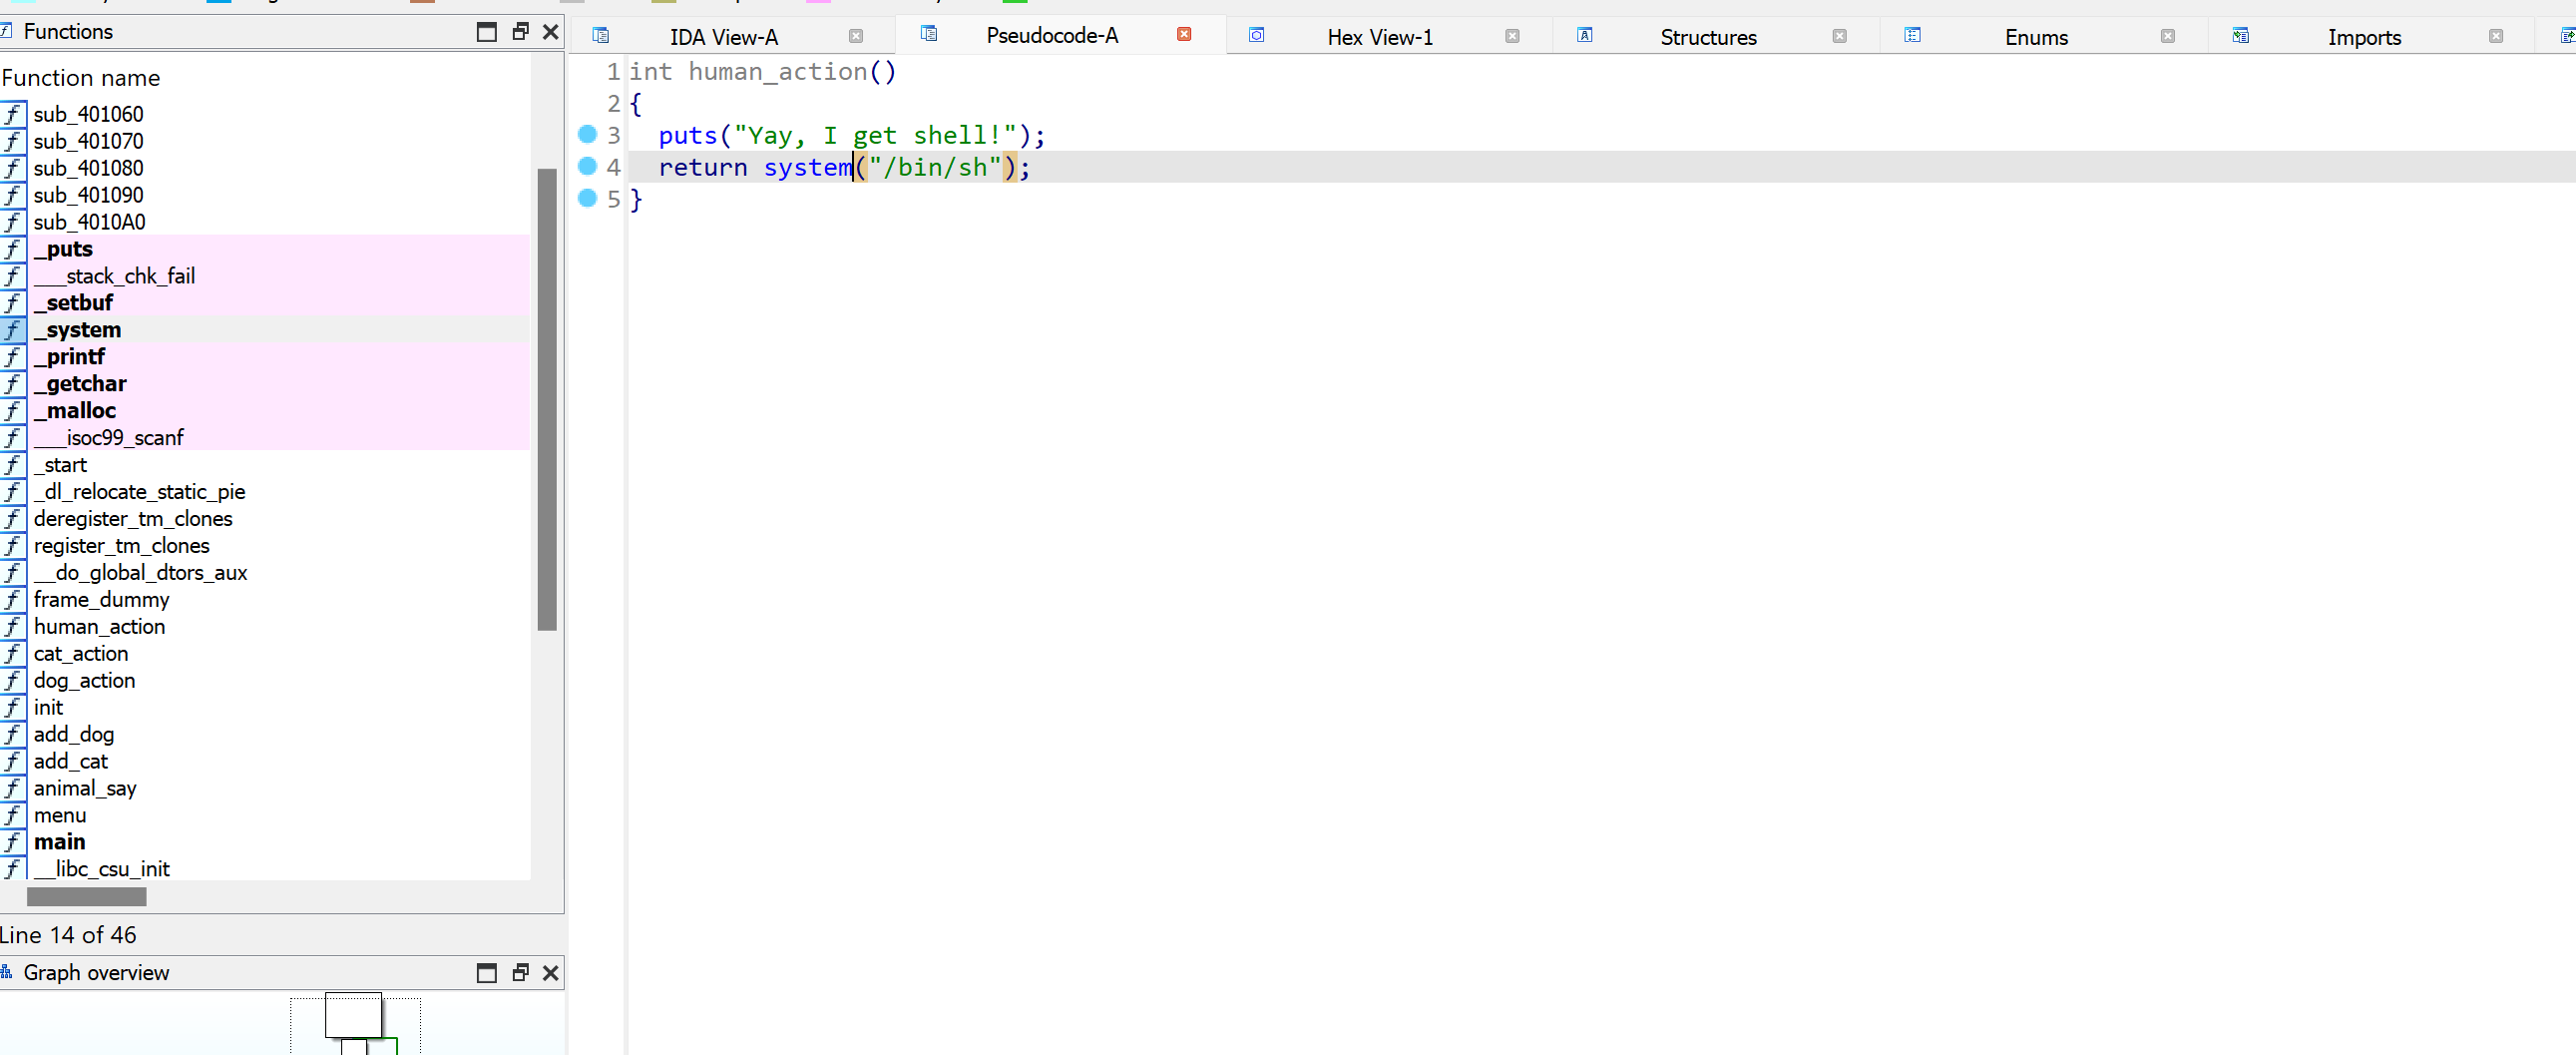 Functions
Function name
sub_401060
sub_401070
sub_401080
sub_401090
sub_4010A0
_puts
___stack_chk_fail
_setbuf
_system
_printf
_getchar
_malloc
___isoc99_scanf
_start
_dl_relocate_static_pie
deregister_tm_clones
register_tm_clones
__do_global_dtors_aux
frame_dummy
human_action
cat_action
dog_action
init
add_dog
add_cat
animal_say
menu
main
__libc_csu_init
Line 14 of 46
Graph overview
IDA View-A
Pseudocode-A
Hex View-1
Structures
Enums
Imports
1 int human_action()
2 {
3 puts("Yay, I get shell!");
4 return system("/bin/sh");
5 }